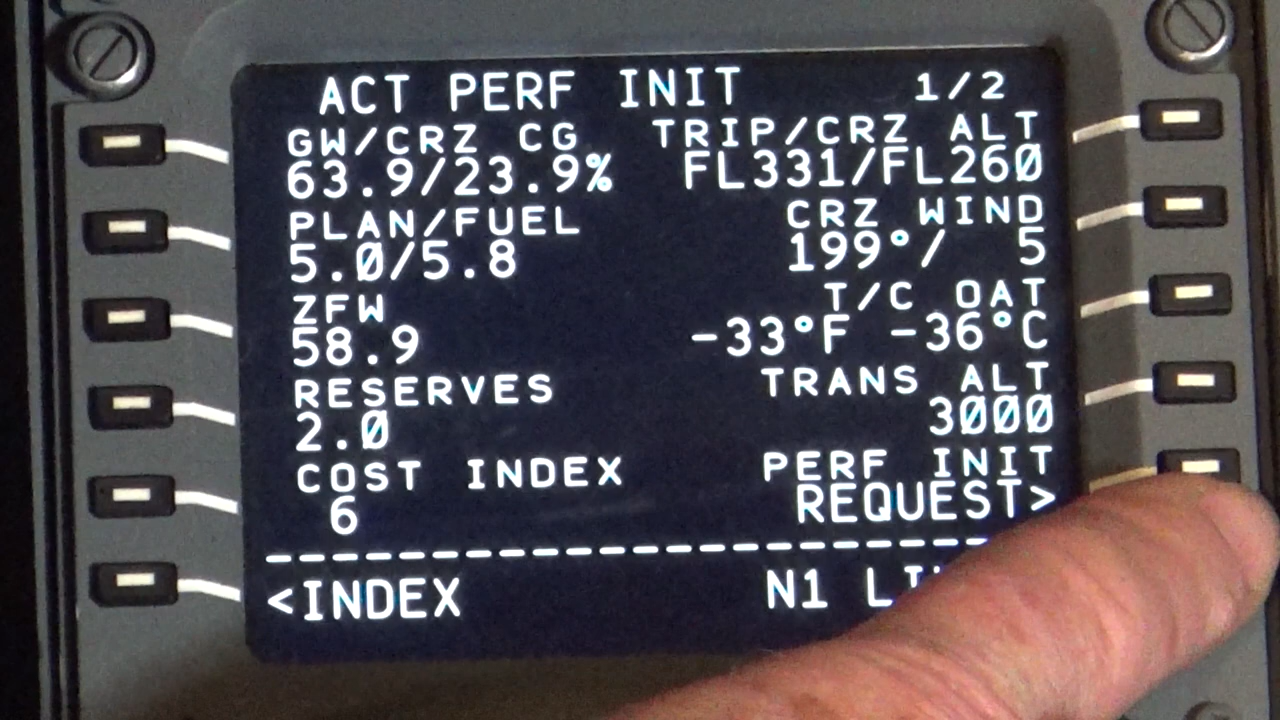 ACT PERF INIT 1/2
GW/CRZ CG TRIP/CRZ ALT
63.9/23.9% FL331/FL260
PLAN/FUEL CRZ WIND
5.0/5.8 199°/ 5
ZFW T/C OAT
58.9 -33°F -36°C
RESERVES TRANS ALT
2.0 3000
COST INDEX PERF INIT
6 REQUEST>
<INDEX N1